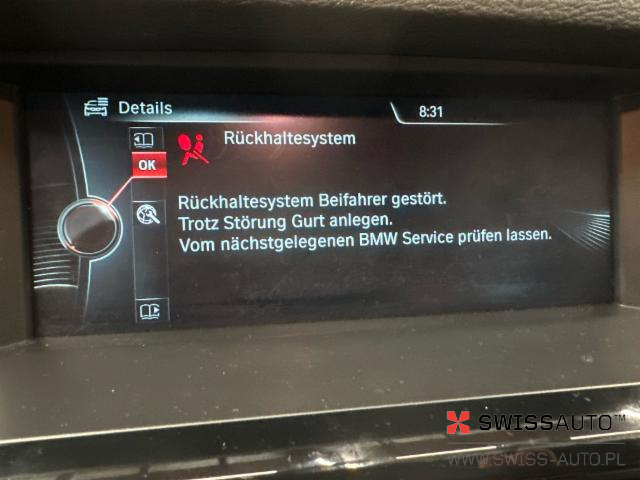 Details
8:31
Rückhaltesystem
OK
Rückhaltesystem Beifahrer gestört.
Trotz Störung Gurt anlegen.
Vom nächstgelegenen BMW Service prüfen lassen.
SWISSAUTO™
WWW.SWISS-AUTO.PL